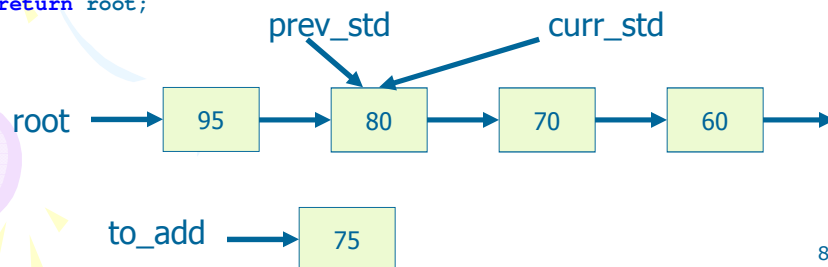 return root;
prev_std curr_std
root 95 80 70 60
to_add 75
8